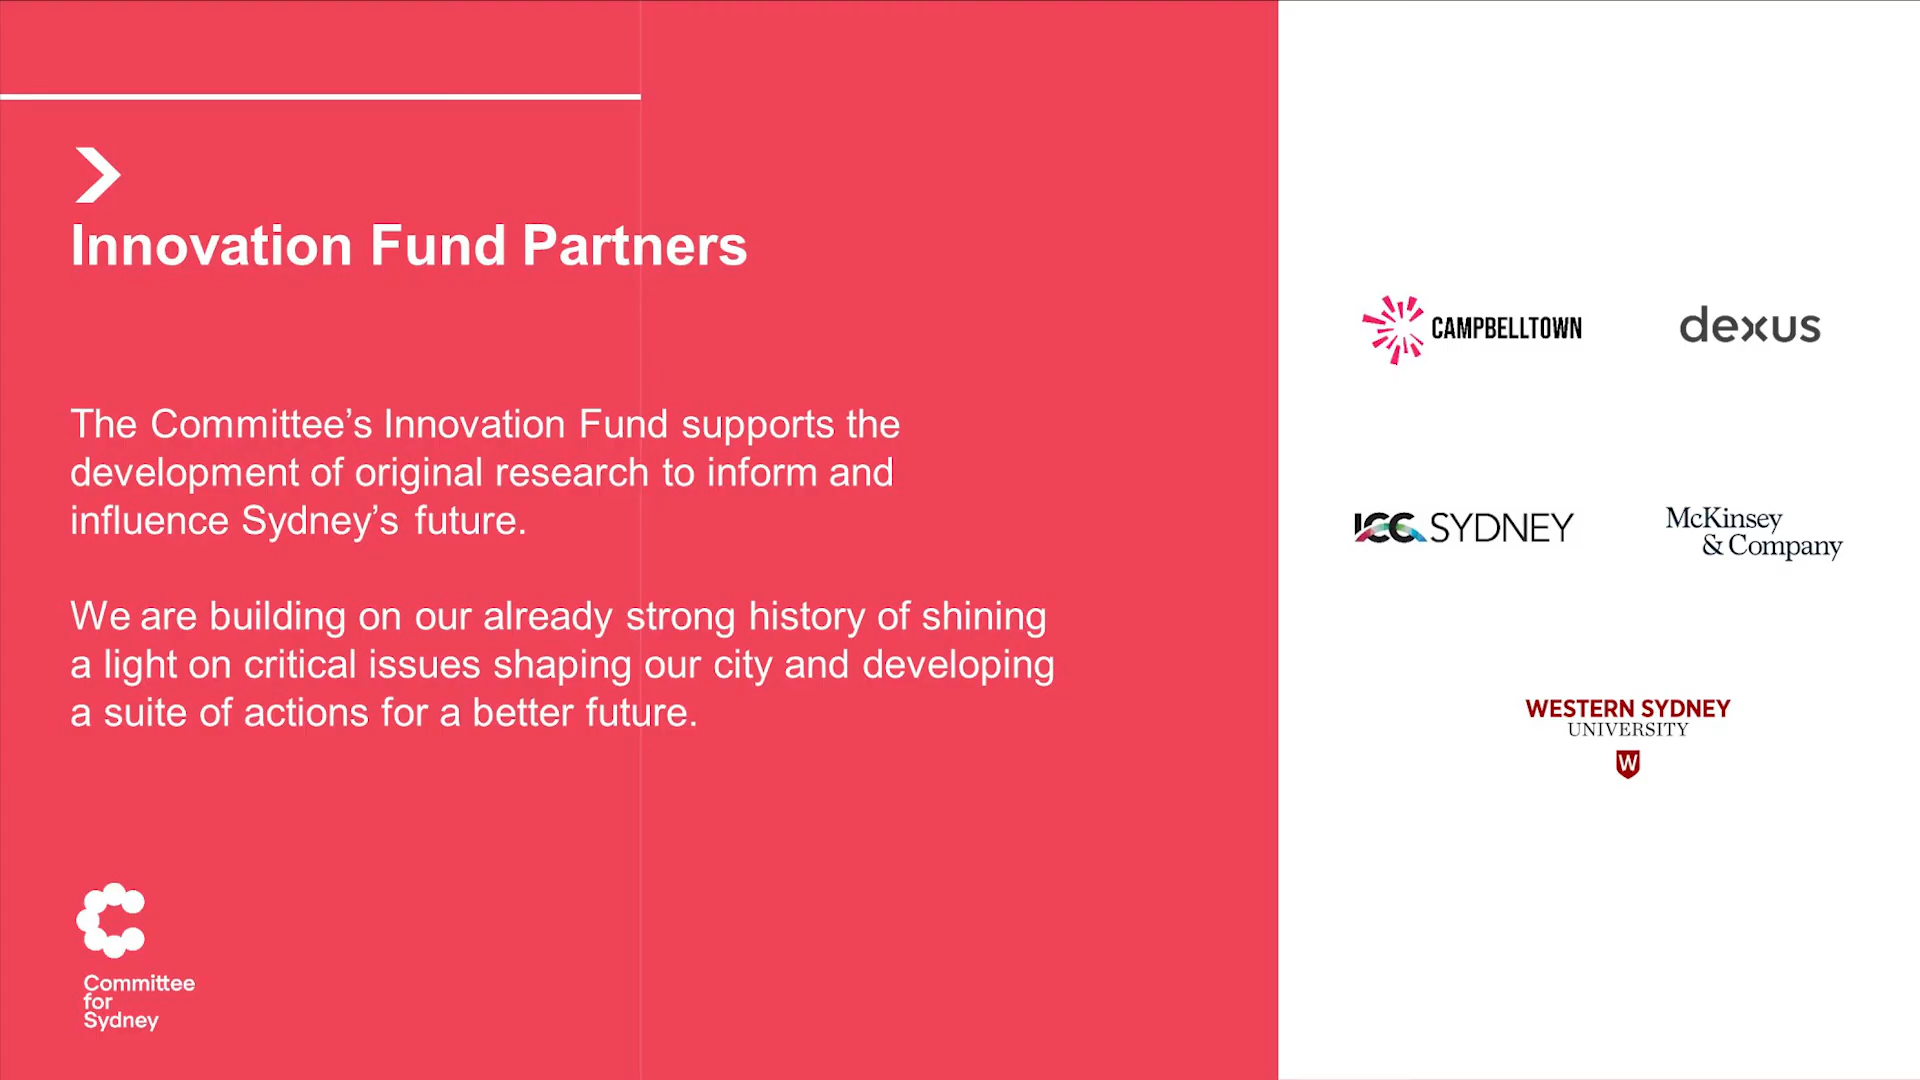 Innovation Fund Partners
The Committee’s Innovation Fund supports the
development of original research to inform and
influence Sydney’s future.
We are building on our already strong history of shining
a light on critical issues shaping our city and developing
a suite of actions for a better future.
Committee
for
Sydney
CAMPBELLTOWN
dexus
ICC SYDNEY
McKinsey
& Company
WESTERN SYDNEY
UNIVERSITY
W